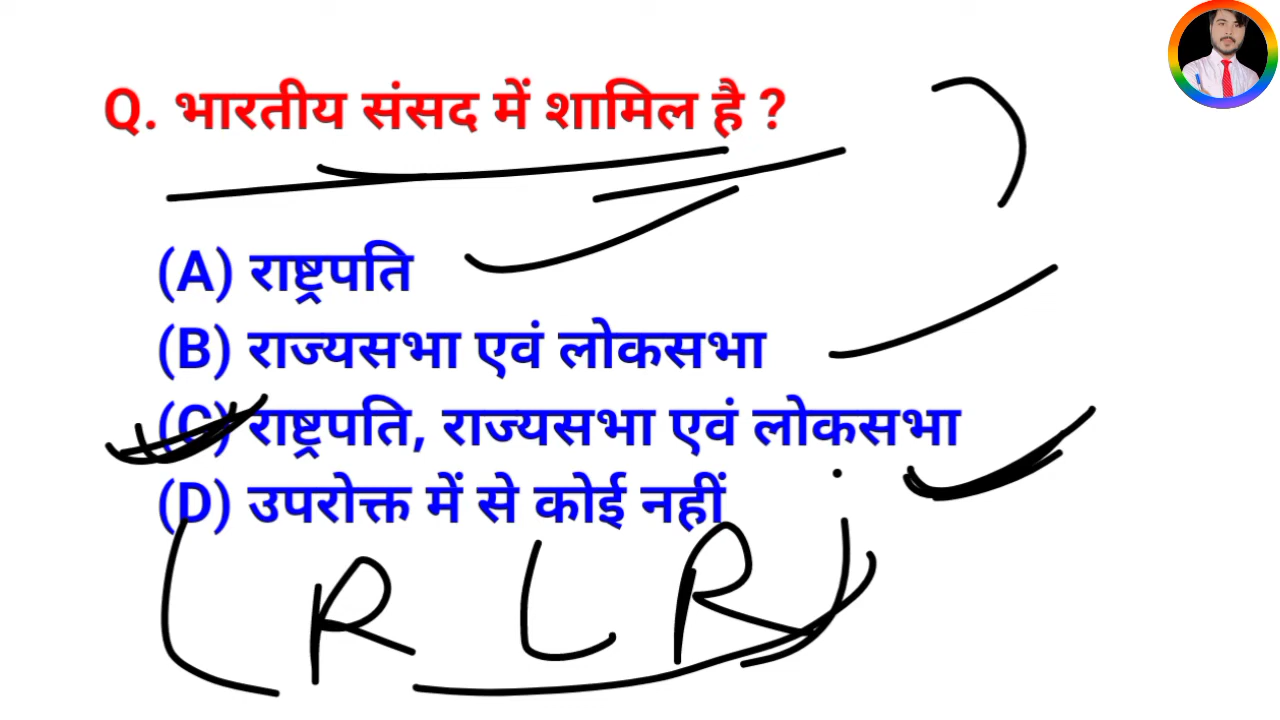 Q. भारतीय संसद में शामिल है ?
(A) राष्ट्रपति
(B) राज्यसभा एवं लोकसभा
(C) राष्ट्रपति, राज्यसभा एवं लोकसभा
(D) उपरोक्त में से कोई नहीं
R L R